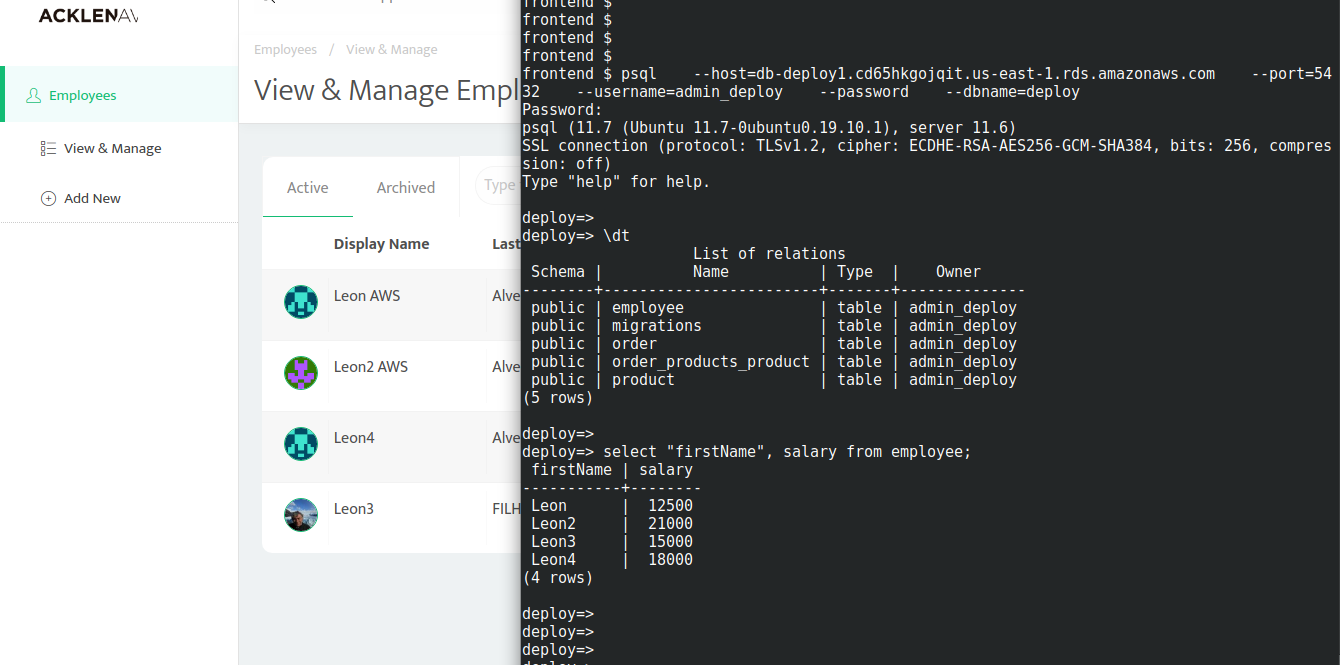 ACKLENAV
Employees
View & Manage
Add New
Employees / View & Manage
View & Manage Empl
Active Archived Type
Display Name Last
Leon AWS Alve
Leon2 AWS Alve
Leon4 Alve
Leon3 FILH
frontend $
frontend $
frontend $
frontend $
frontend $ psql --host=db-deploy1.cd65hkgojqit.us-east-1.rds.amazonaws.com --port=54
32 --username=admin_deploy --password --dbname=deploy
Password:
psql (11.7 (Ubuntu 11.7-0ubuntu0.19.10.1), server 11.6)
SSL connection (protocol: TLSv1.2, cipher: ECDHE-RSA-AES256-GCM-SHA384, bits: 256, compres
sion: off)
Type "help" for help.
deploy=>
deploy=> \dt
List of relations
Schema | Name | Type | Owner
--------+------------------------+-------+--------------
public | employee | table | admin_deploy
public | migrations | table | admin_deploy
public | order | table | admin_deploy
public | order_products_product | table | admin_deploy
public | product | table | admin_deploy
(5 rows)
deploy=>
deploy=> select "firstName", salary from employee;
firstName | salary
-----------+--------
Leon | 12500
Leon2 | 21000
Leon3 | 15000
Leon4 | 18000
(4 rows)
deploy=>
deploy=>
deploy=>
deploy=>